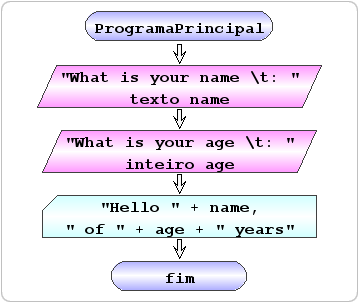 ProgramaPrincipal
"What is your name \t: "
texto name
"What is your age \t: "
inteiro age
"Hello " + name,
" of " + age + " years"
fim